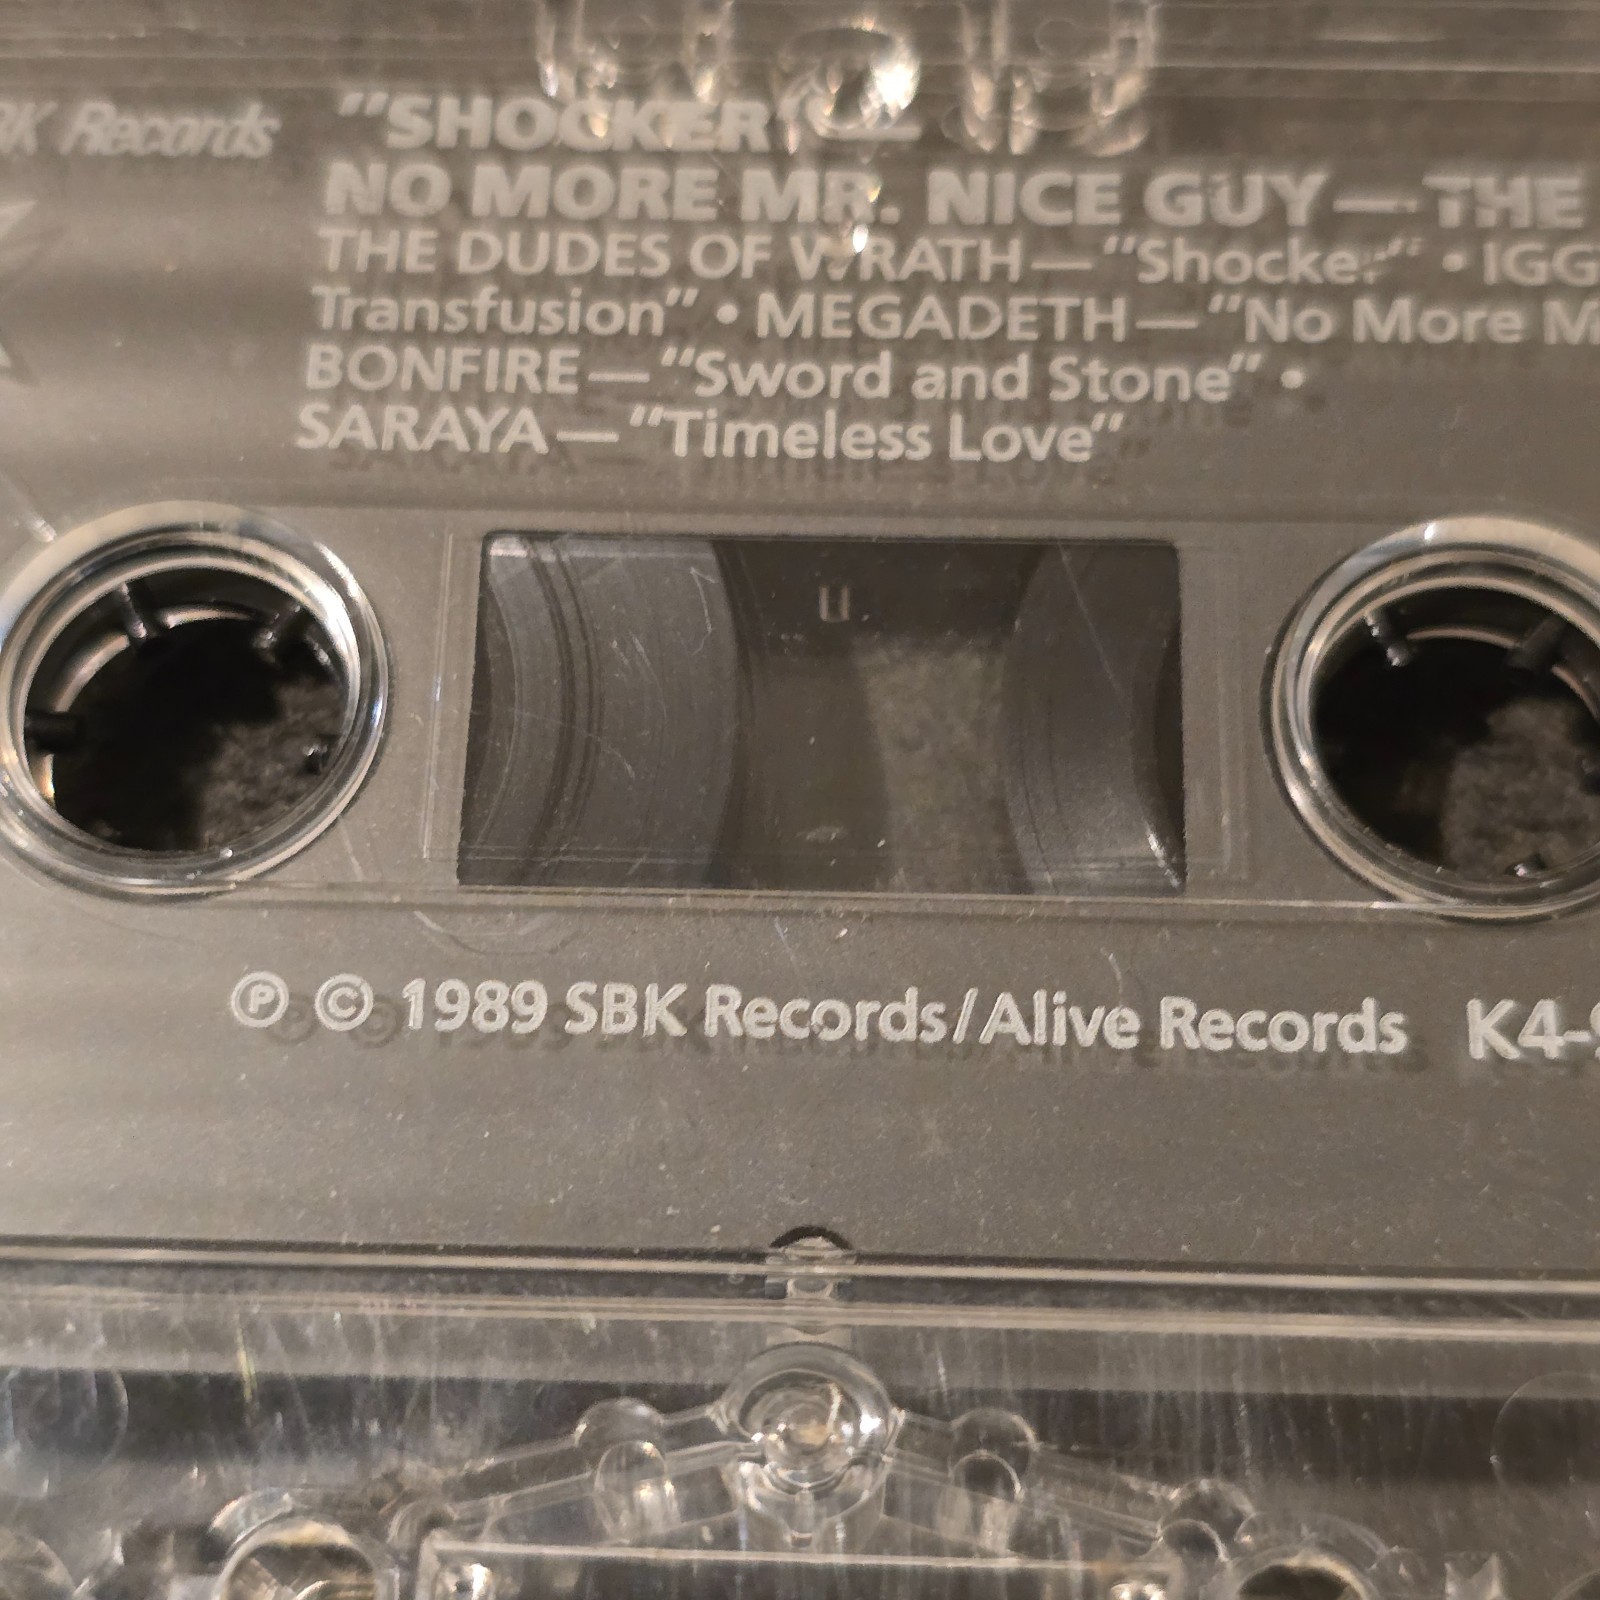 BK Records
"SHOCKER" —
NO MORE MR. NICE GUY — THE
THE DUDES OF WRATH — "Shocker" • IGG
Transfusion" • MEGADETH — "No More M
BONFIRE — "Sword and Stone" •
SARAYA — "Timeless Love"
Ⓟ © 1989 SBK Records/Alive Records K4-9